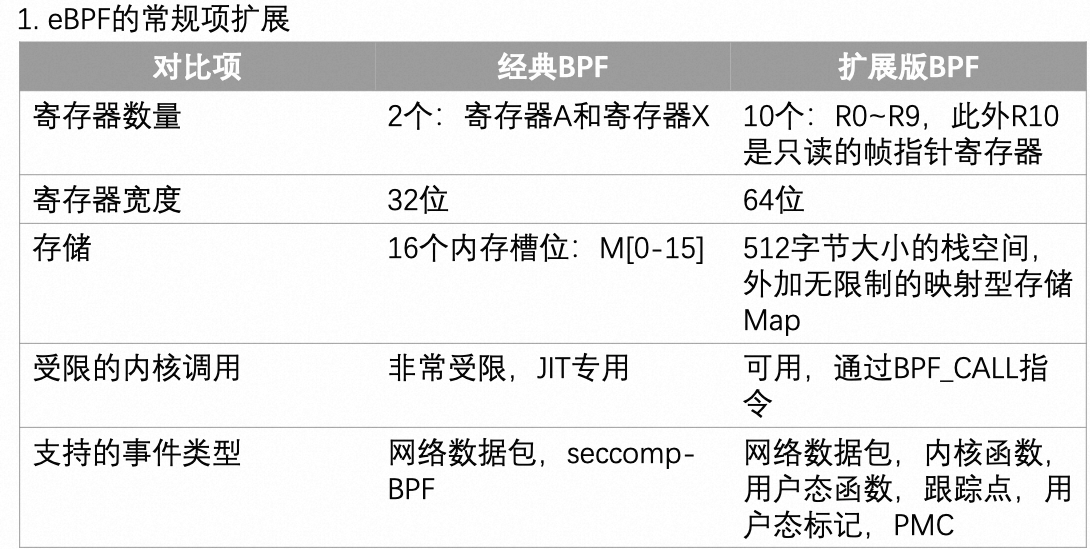 1. eBPF的常规项扩展
对比项 经典BPF 扩展版BPF
寄存器数量 2个：寄存器A和寄存器X 10个：R0~R9，此外R10
是只读的帧指针寄存器
寄存器宽度 32位 64位
存储 16个内存槽位：M[0-15] 512字节大小的栈空间，
外加无限制的映射型存储
Map
受限的内核调用 非常受限，JIT专用 可用，通过BPF_CALL指
令
支持的事件类型 网络数据包，seccomp- 网络数据包，内核函数，
BPF 用户态函数，跟踪点，用
户态标记，PMC